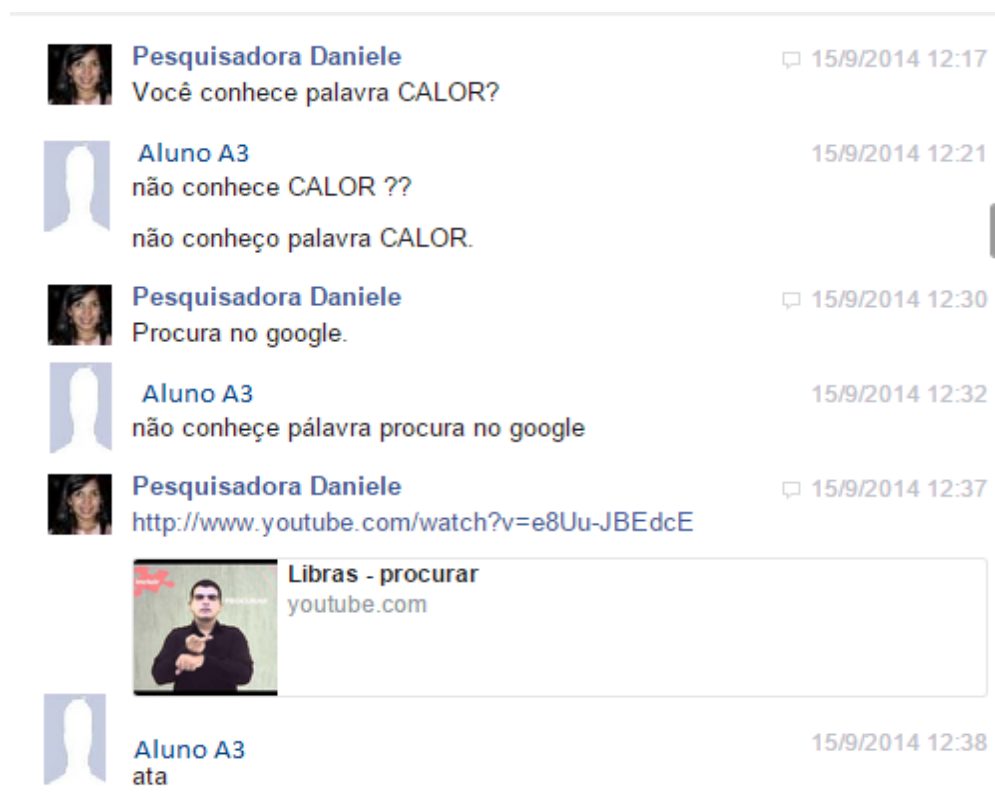 Pesquisadora Daniele 15/9/2014 12:17
Você conhece palavra CALOR?
Aluno A3 15/9/2014 12:21
não conhece CALOR ??
não conheço palavra CALOR.
Pesquisadora Daniele 15/9/2014 12:30
Procura no google.
Aluno A3 15/9/2014 12:32
não conheçe pálavra procura no google
Pesquisadora Daniele 15/9/2014 12:37
http://www.youtube.com/watch?v=e8Uu-JBEdcE
Libras - procurar
youtube.com
Aluno A3 15/9/2014 12:38
ata